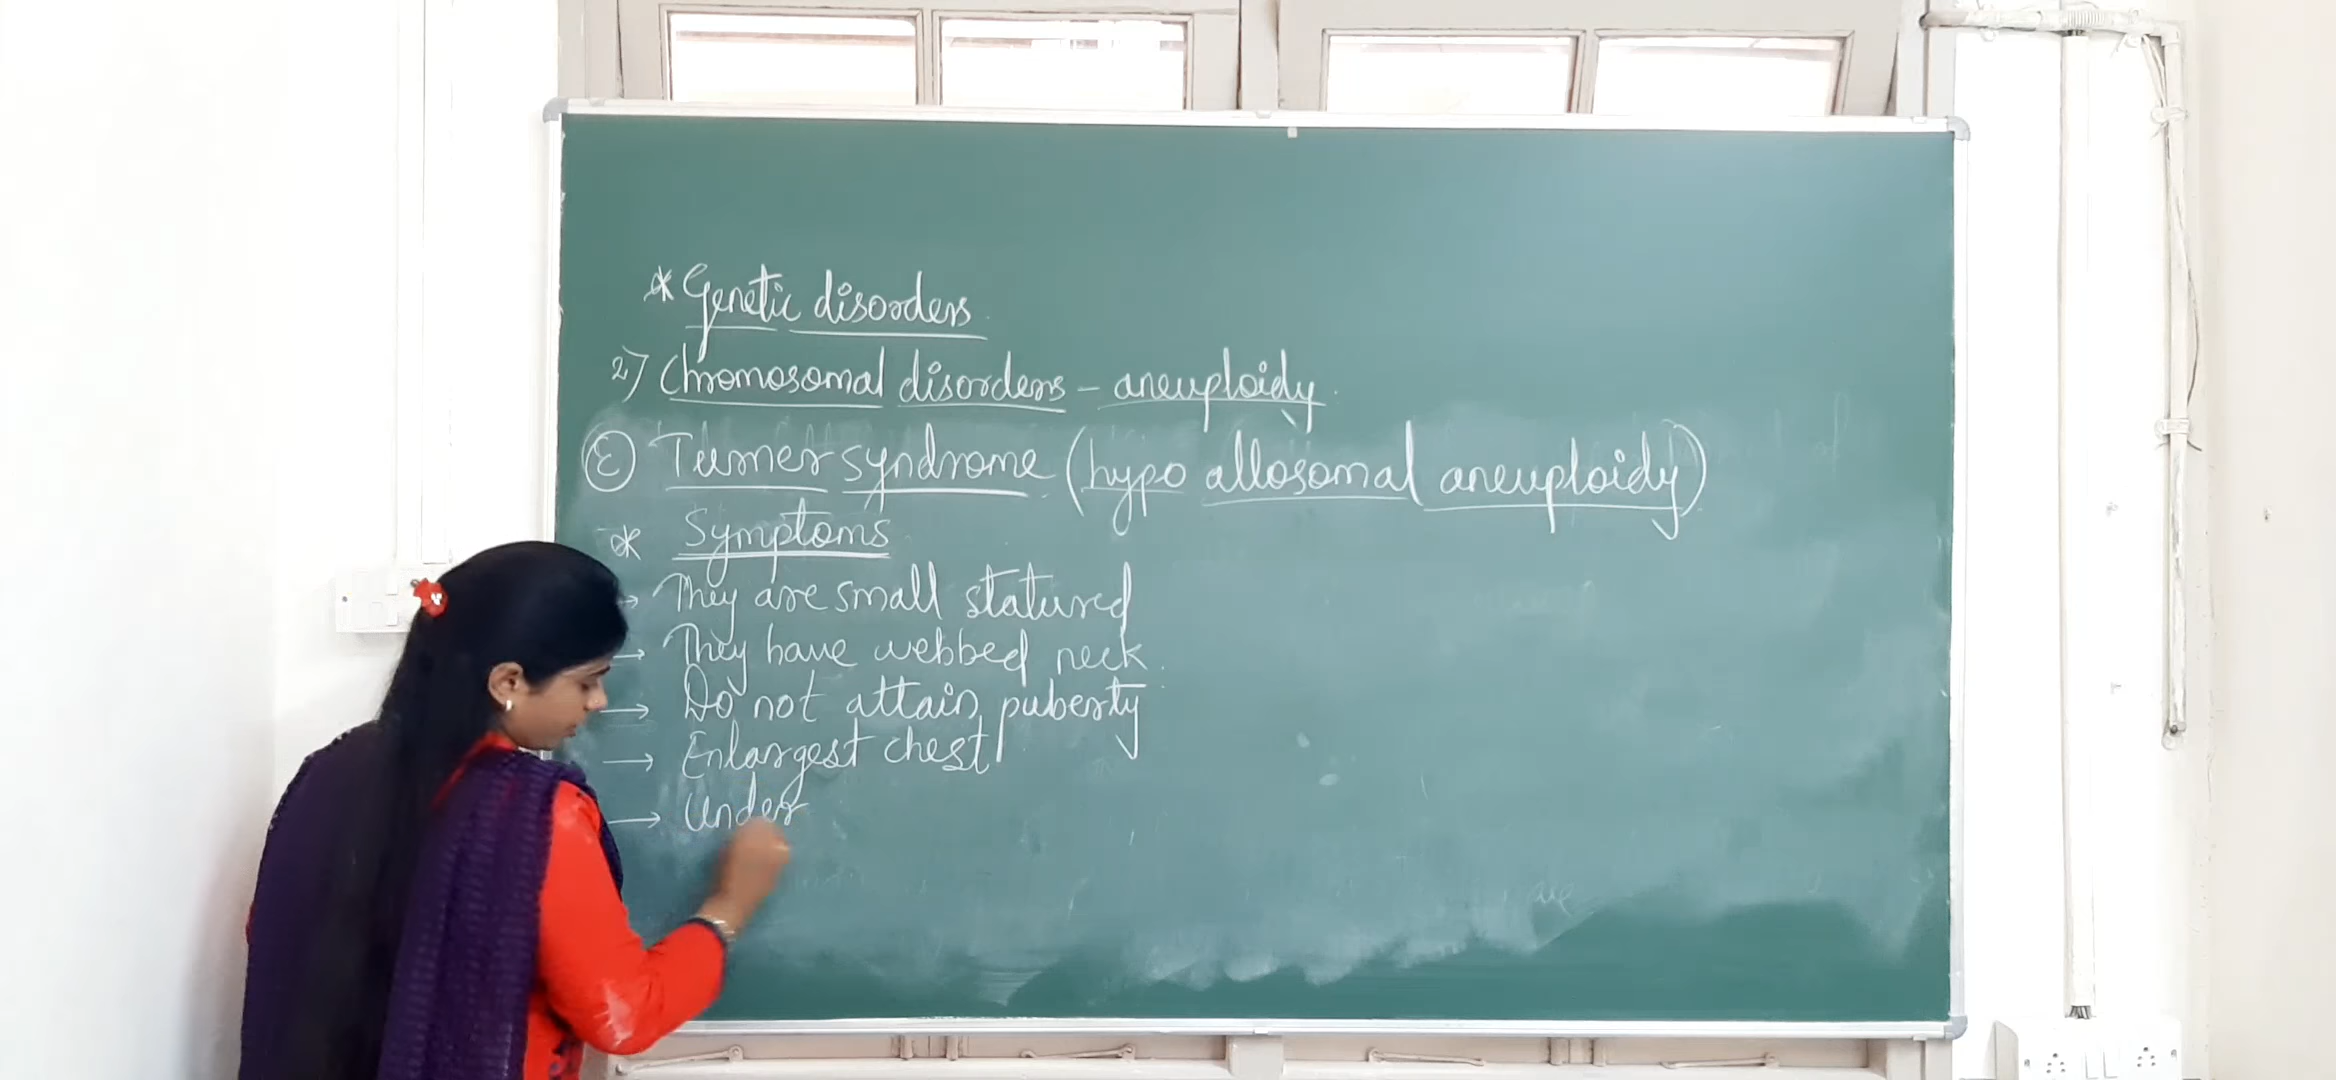 * Genetic disorders
2) Chromosomal disorders - aneuploidy.
Ⓔ Turner syndrome (hypo allosomal aneuploidy)
* Symptoms
→ They are small statured
→ They have webbed neck.
→ Do not attain puberty
→ Enlargest chest
→ Under